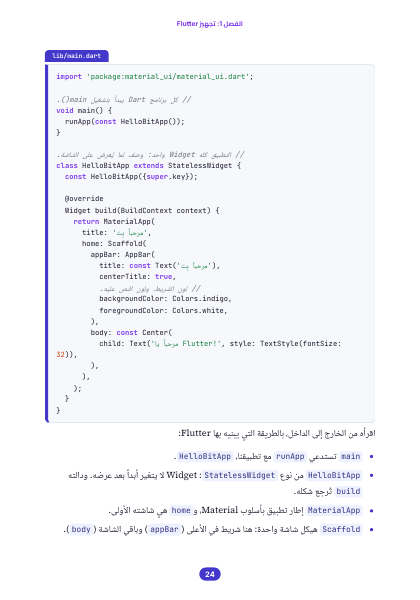 الفصل 1: تجهيز Flutter
lib/main.dart
import 'package:material_ui/material_ui.dart';
// كل برنامج Dart يبدأ بتشغيل main().
void main() {
runApp(const HelloBitApp());
}
// التطبيق كله Widget واحد: وصف لما يُعرض على الشاشة.
class HelloBitApp extends StatelessWidget {
const HelloBitApp({super.key});
@override
Widget build(BuildContext context) {
return MaterialApp(
title: 'مرحباً بِت',
home: Scaffold(
appBar: AppBar(
title: const Text('مرحباً بِت'),
centerTitle: true,
// لون الشريط، ولون النص عليه.
backgroundColor: Colors.indigo,
foregroundColor: Colors.white,
),
body: const Center(
child: Text('مرحباً يا Flutter!', style: TextStyle(fontSize:
32)),
),
),
);
}
}
اقرأه من الخارج إلى الداخل، بالطريقة التي يبنيه بها Flutter:
• main تستدعي runApp مع تطبيقنا، HelloBitApp.
• HelloBitApp من نوع StatelessWidget: Widget لا يتغير أبداً بعد عرضه. ودالته
build تُرجع شكله.
• MaterialApp إطار تطبيق بأسلوب Material، و home هي شاشته الأولى.
• Scaffold هيكل شاشة واحدة: هنا شريط في الأعلى (appBar) وباقي الشاشة (body).
24